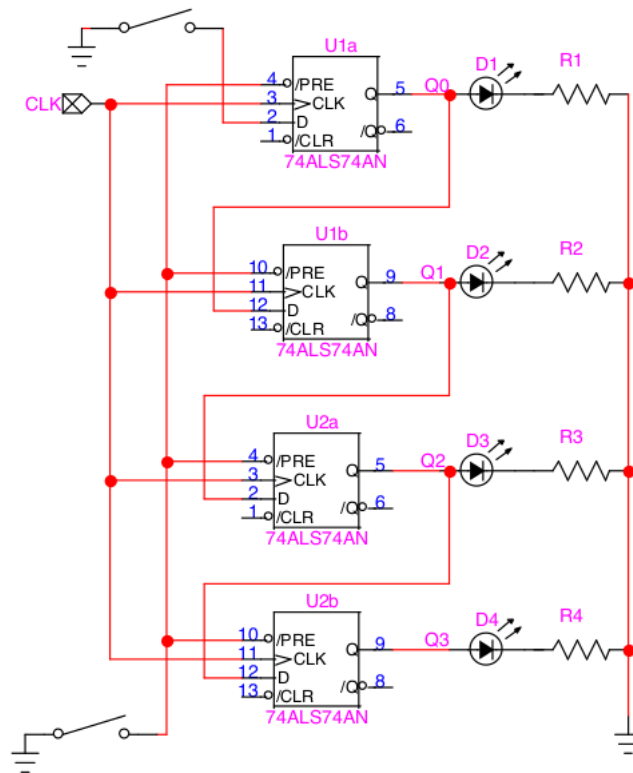 U1a
D1
R1
4 /PRE
CLK
3 CLK
Q 5
Q0
2 D
/Q 6
1 /CLR
74ALS74AN
U1b
D2
R2
10 /PRE
11 CLK
Q 9
Q1
12 D
/Q 8
13 /CLR
74ALS74AN
U2a
D3
R3
4 /PRE
3 CLK
Q 5
Q2
2 D
/Q 6
1 /CLR
74ALS74AN
U2b
D4
R4
10 /PRE
11 CLK
Q 9
Q3
12 D
/Q 8
13 /CLR
74ALS74AN